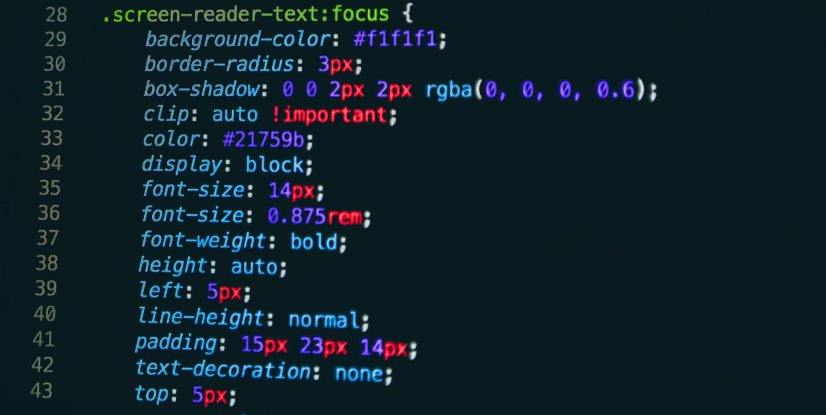 28 .screen-reader-text:focus {
29 background-color: #f1f1f1;
30 border-radius: 3px;
31 box-shadow: 0 0 2px 2px rgba(0, 0, 0, 0.6);
32 clip: auto !important;
33 color: #21759b;
34 display: block;
35 font-size: 14px;
36 font-size: 0.875rem;
37 font-weight: bold;
38 height: auto;
39 left: 5px;
40 line-height: normal;
41 padding: 15px 23px 14px;
42 text-decoration: none;
43 top: 5px;